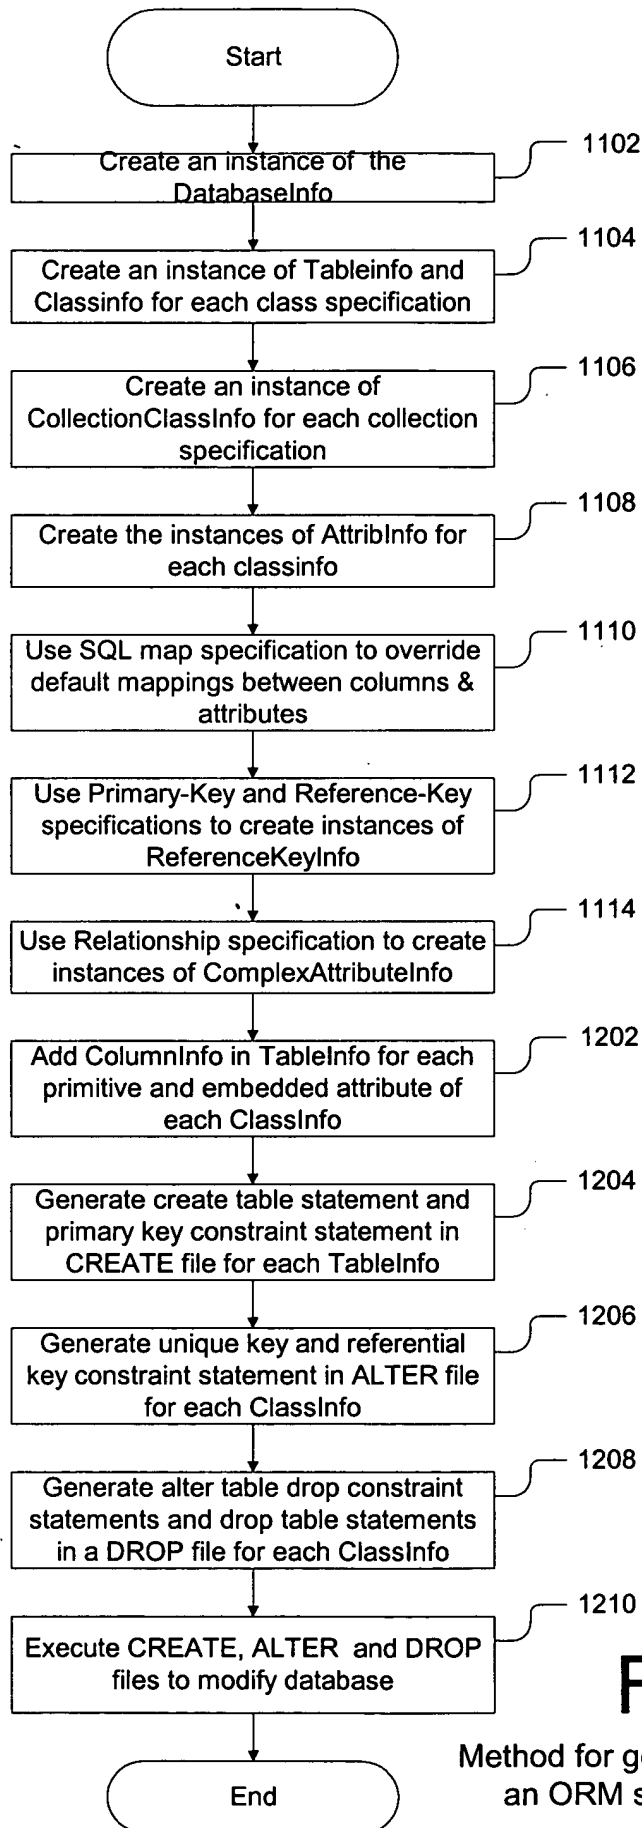 Start
1102
Create an instance of the
DatabaseInfo
1104
Create an instance of Tableinfo and
Classinfo for each class specification
1106
Create an instance of
CollectionClassInfo for each collection
specification
1108
Create the instances of AttribInfo for
each classinfo
1110
Use SQL map specification to override
default mappings between columns &
attributes
1112
Use Primary-Key and Reference-Key
specifications to create instances of
ReferenceKeyInfo
1114
Use Relationship specification to create
instances of ComplexAttributeInfo
1202
Add ColumnInfo in TableInfo for each
primitive and embedded attribute of
each ClassInfo
1204
Generate create table statement and
primary key constraint statement in
CREATE file for each TableInfo
1206
Generate unique key and referential
key constraint statement in ALTER file
for each ClassInfo
1208
Generate alter table drop constraint
statements and drop table statements
in a DROP file for each ClassInfo
1210
Execute CREATE, ALTER and DROP
files to modify database
Method for
an ORM
End